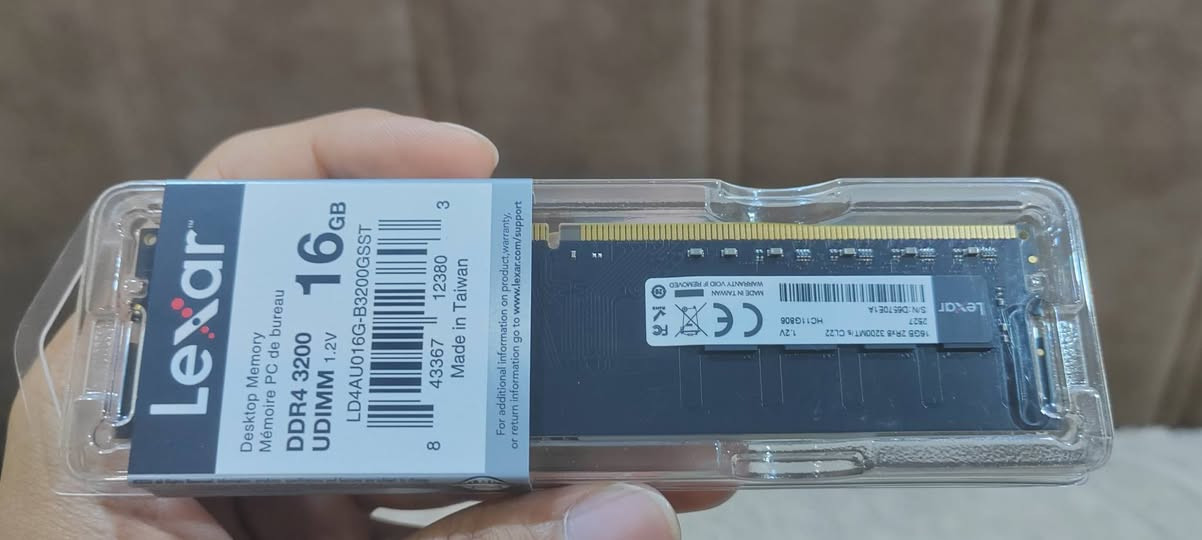 Lexar™
Desktop Memory
Mémoire PC de bureau
DDR4 3200
UDIMM 1.2V
16GB
LD4AU016G-B3200GSST
8 43367 12380 3
Made in Taiwan
For additional information on product,warranty,
or return information go to www.lexar.com/support
Lexar
16GB 2Rx8 3200MT/s CL22
2527 1.2V
S/N:
MADE IN TAIWAN
WARRANTY VOID IF REMOVED